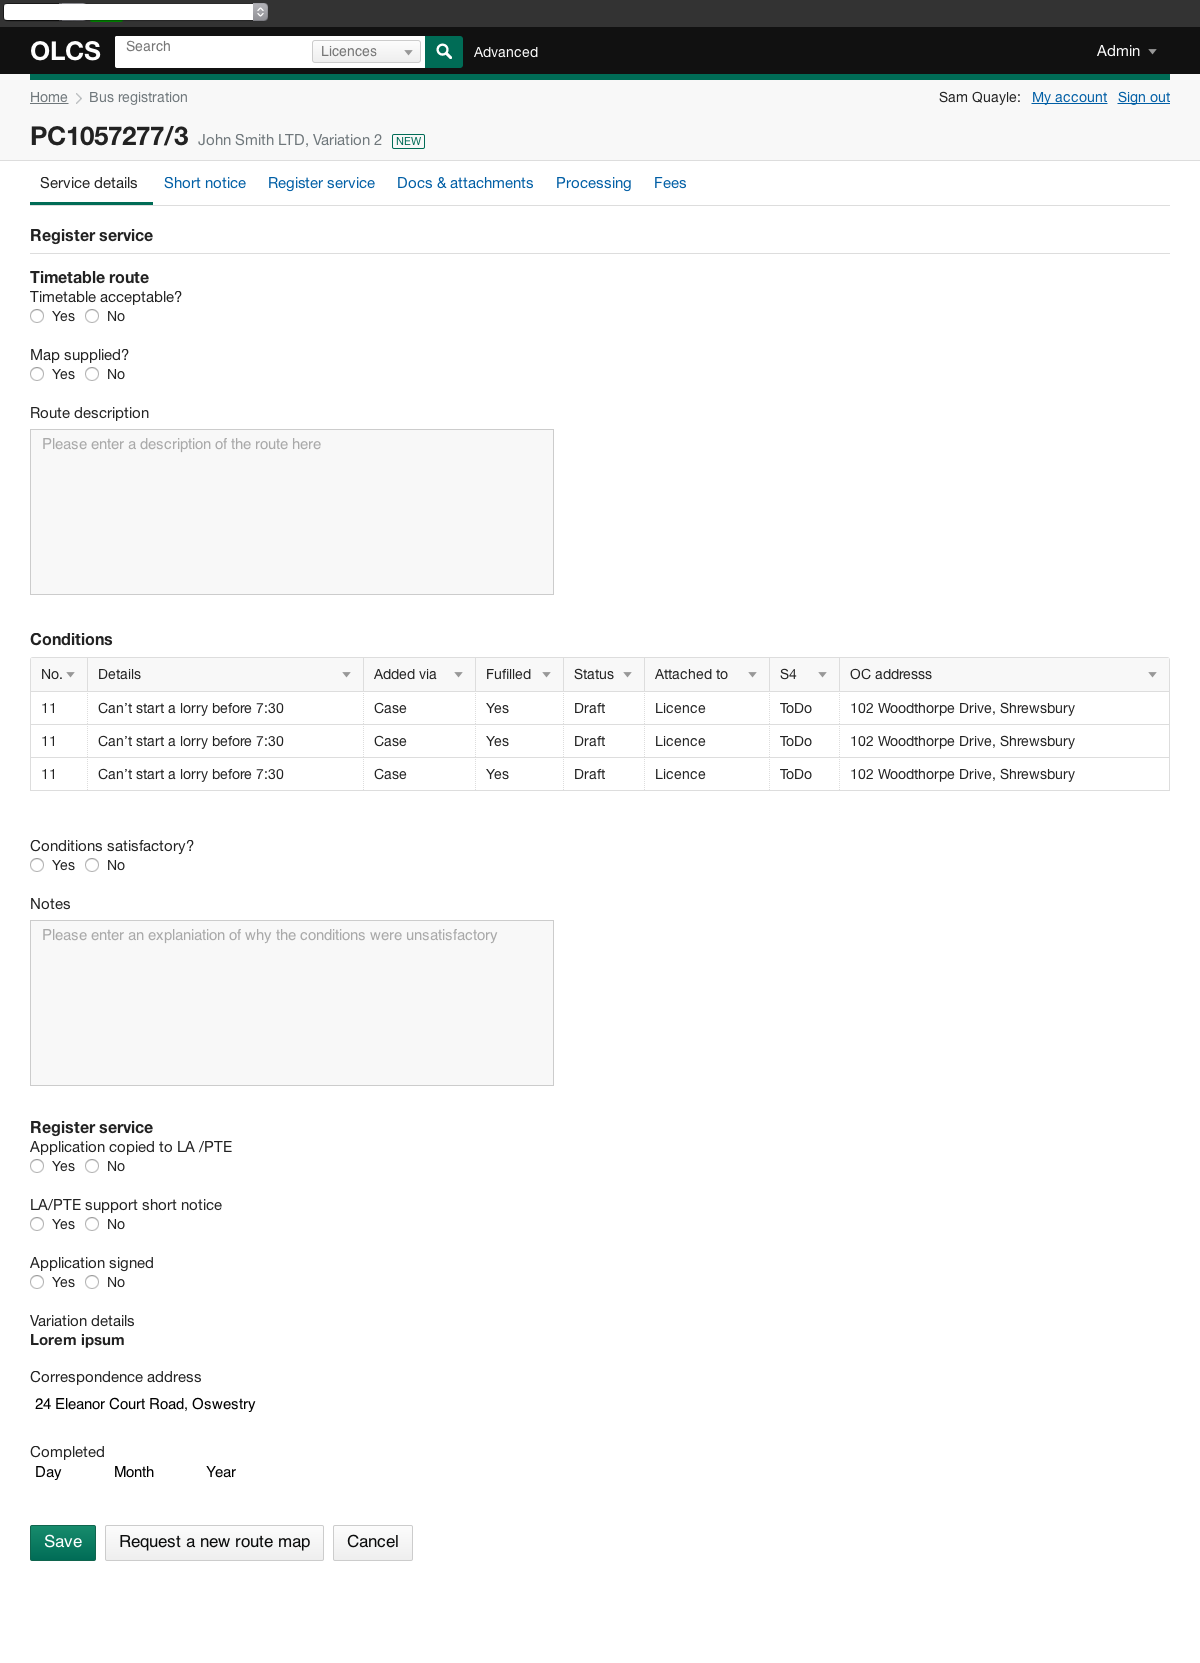 OLCS Search Licences Advanced Admin
Home Bus registration Sam Quayle: My account Sign out
PC1057277/3 John Smith LTD, Variation 2 NEW
Service details Short notice Register service Docs & attachments Processing Fees
Register service
Timetable route
Timetable acceptable?
Yes No
Map supplied?
Yes No
Route description
Please enter a description of the route here
Conditions
No. Details Added via Fufilled Status Attached to S4 OC addresss
11 Can't start a lorry before 7:30 Case Yes Draft Licence ToDo 102 Woodthorpe Drive, Shrewsbury
11 Can't start a lorry before 7:30 Case Yes Draft Licence ToDo 102 Woodthorpe Drive, Shrewsbury
11 Can't start a lorry before 7:30 Case Yes Draft Licence ToDo 102 Woodthorpe Drive, Shrewsbury
Conditions satisfactory?
Yes No
Notes
Please enter an explaniation of why the conditions were unsatisfactory
Register service
Application copied to LA /PTE
Yes No
LA/PTE support short notice
Yes No
Application signed
Yes No
Variation details
Lorem ipsum
Correspondence address
24 Eleanor Court Road, Oswestry
Completed
Day Month Year
Save Request a new route map Cancel